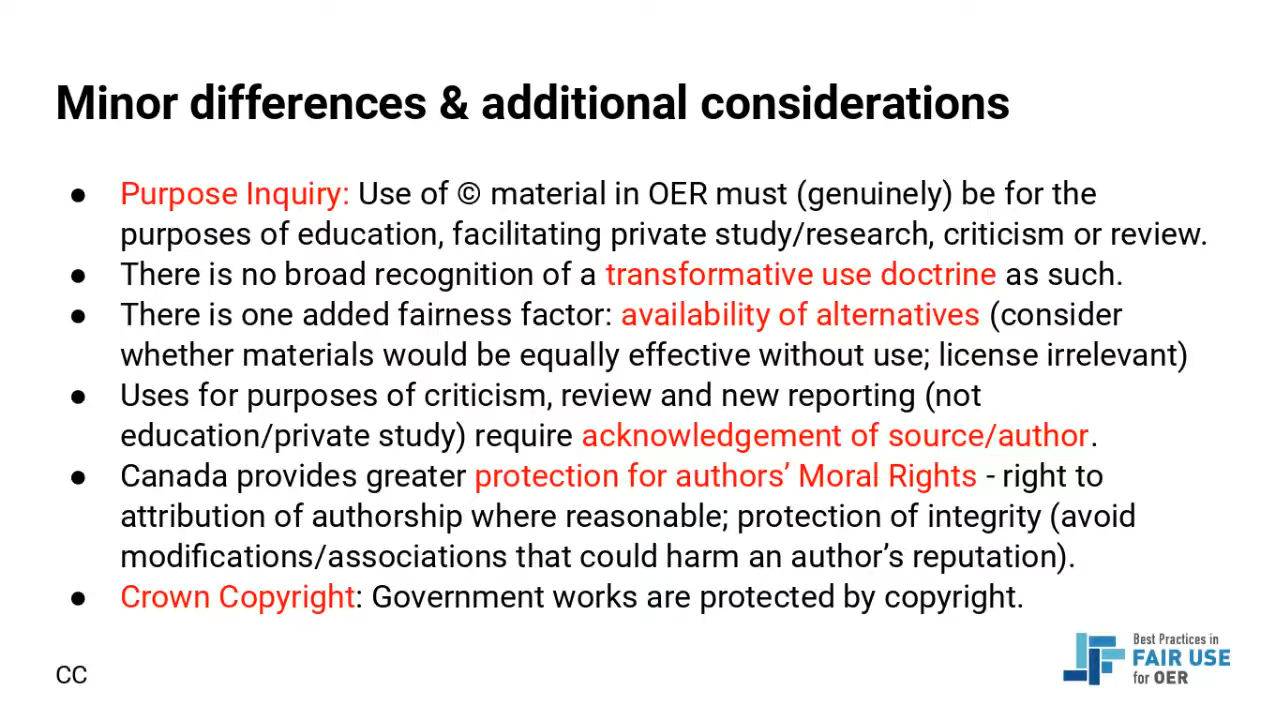 Minor differences & additional considerations
● Purpose Inquiry: Use of © material in OER must (genuinely) be for the
purposes of education, facilitating private study/research, criticism or review.
● There is no broad recognition of a transformative use doctrine as such.
● There is one added fairness factor: availability of alternatives (consider
whether materials would be equally effective without use; license irrelevant)
● Uses for purposes of criticism, review and new reporting (not
education/private study) require acknowledgement of source/author.
● Canada provides greater protection for authors’ Moral Rights - right to
attribution of authorship where reasonable; protection of integrity (avoid
modifications/associations that could harm an author’s reputation).
● Crown Copyright: Government works are protected by copyright.
CC
Best Practices in
FAIR USE
for OER